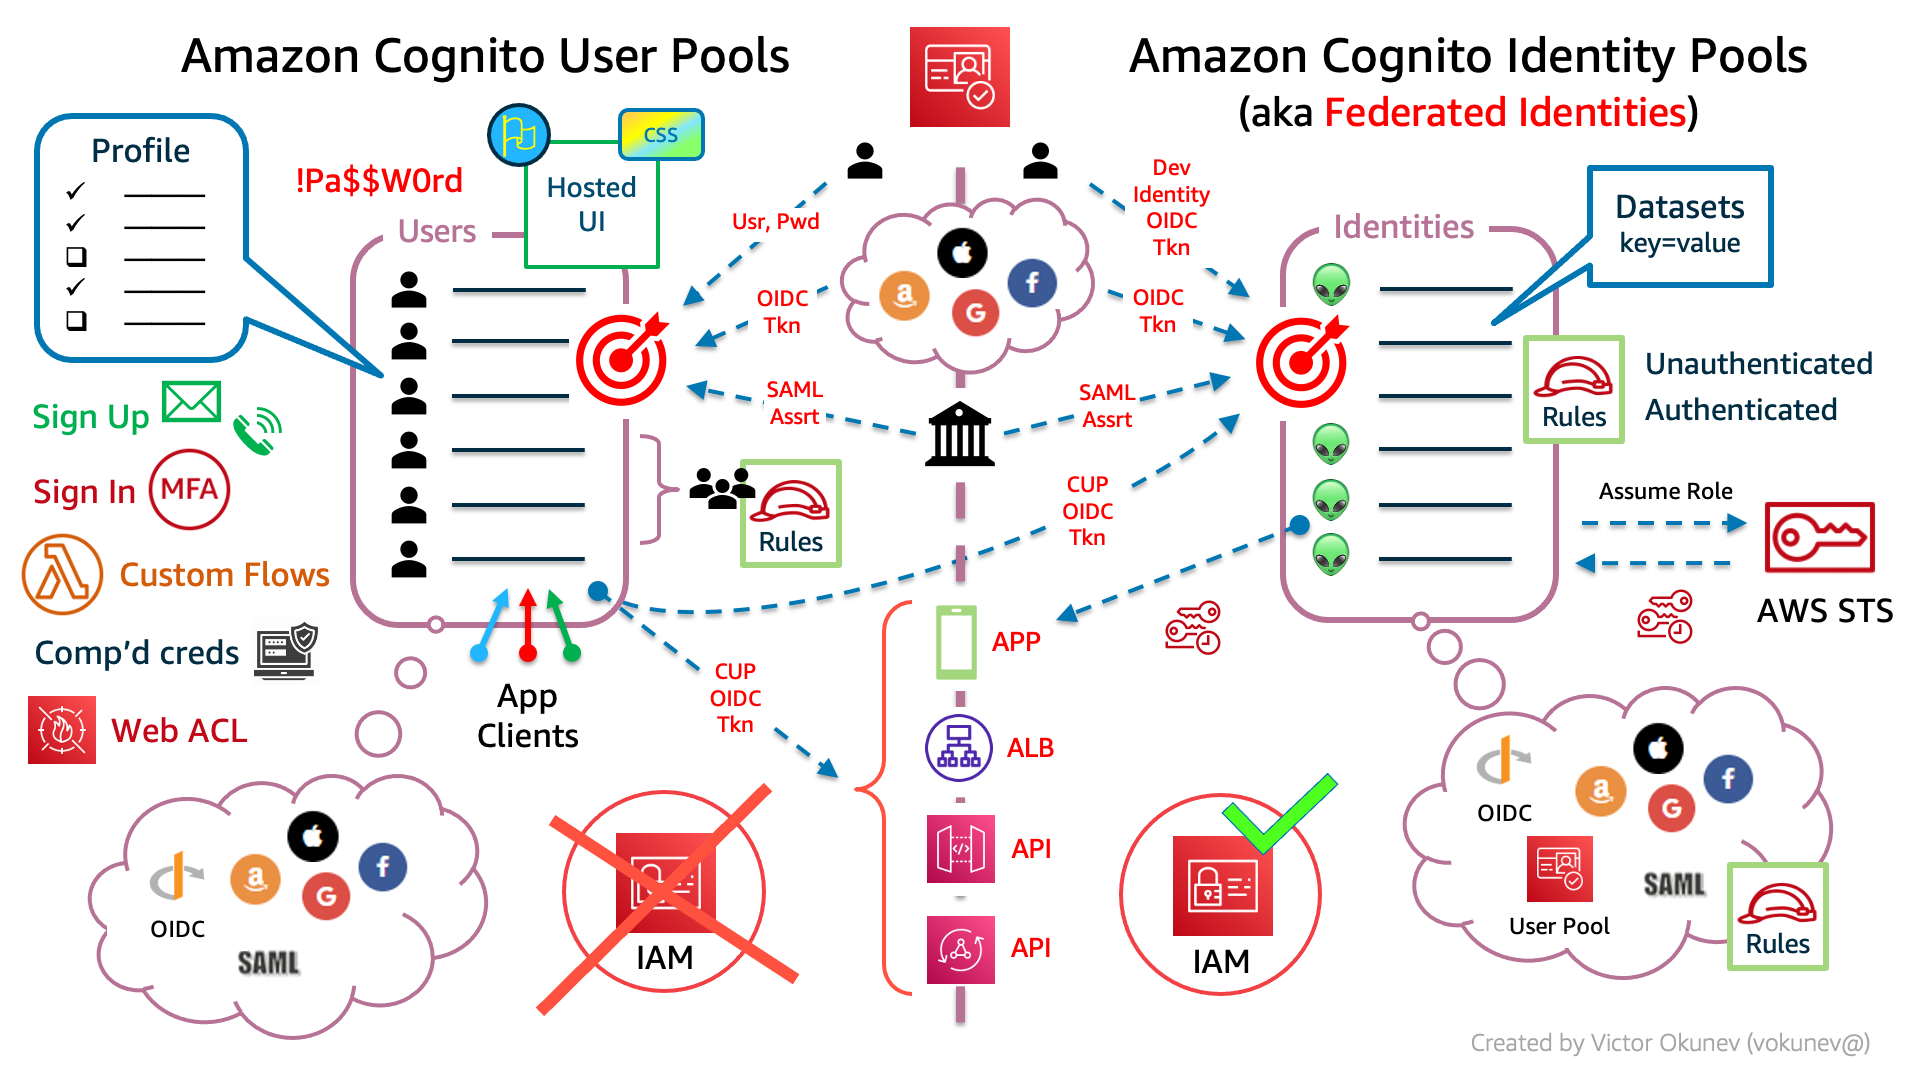 Amazon Cognito User Pools
Amazon Cognito Identity Pools
(aka Federated Identities)
Profile
!Pa$$W0rd
CSS
Hosted
UI
Users
Sign Up
Sign In
MFA
Custom Flows
Comp'd creds
Web ACL
App
Clients
Rules
OIDC
a
G
f
SAML
IAM
Usr, Pwd
OIDC
Tkn
SAML
Assrt
a
G
f
Dev
Identity
OIDC
Tkn
OIDC
Tkn
SAML
Assrt
CUP
OIDC
Tkn
CUP
OIDC
Tkn
APP
ALB
API
API
IAM
Identities
Datasets
key=value
Rules
Unauthenticated
Authenticated
Assume Role
AWS STS
OIDC
a
G
f
User Pool
SAML
Rules
Created by Victor Okunev (vokunev@)